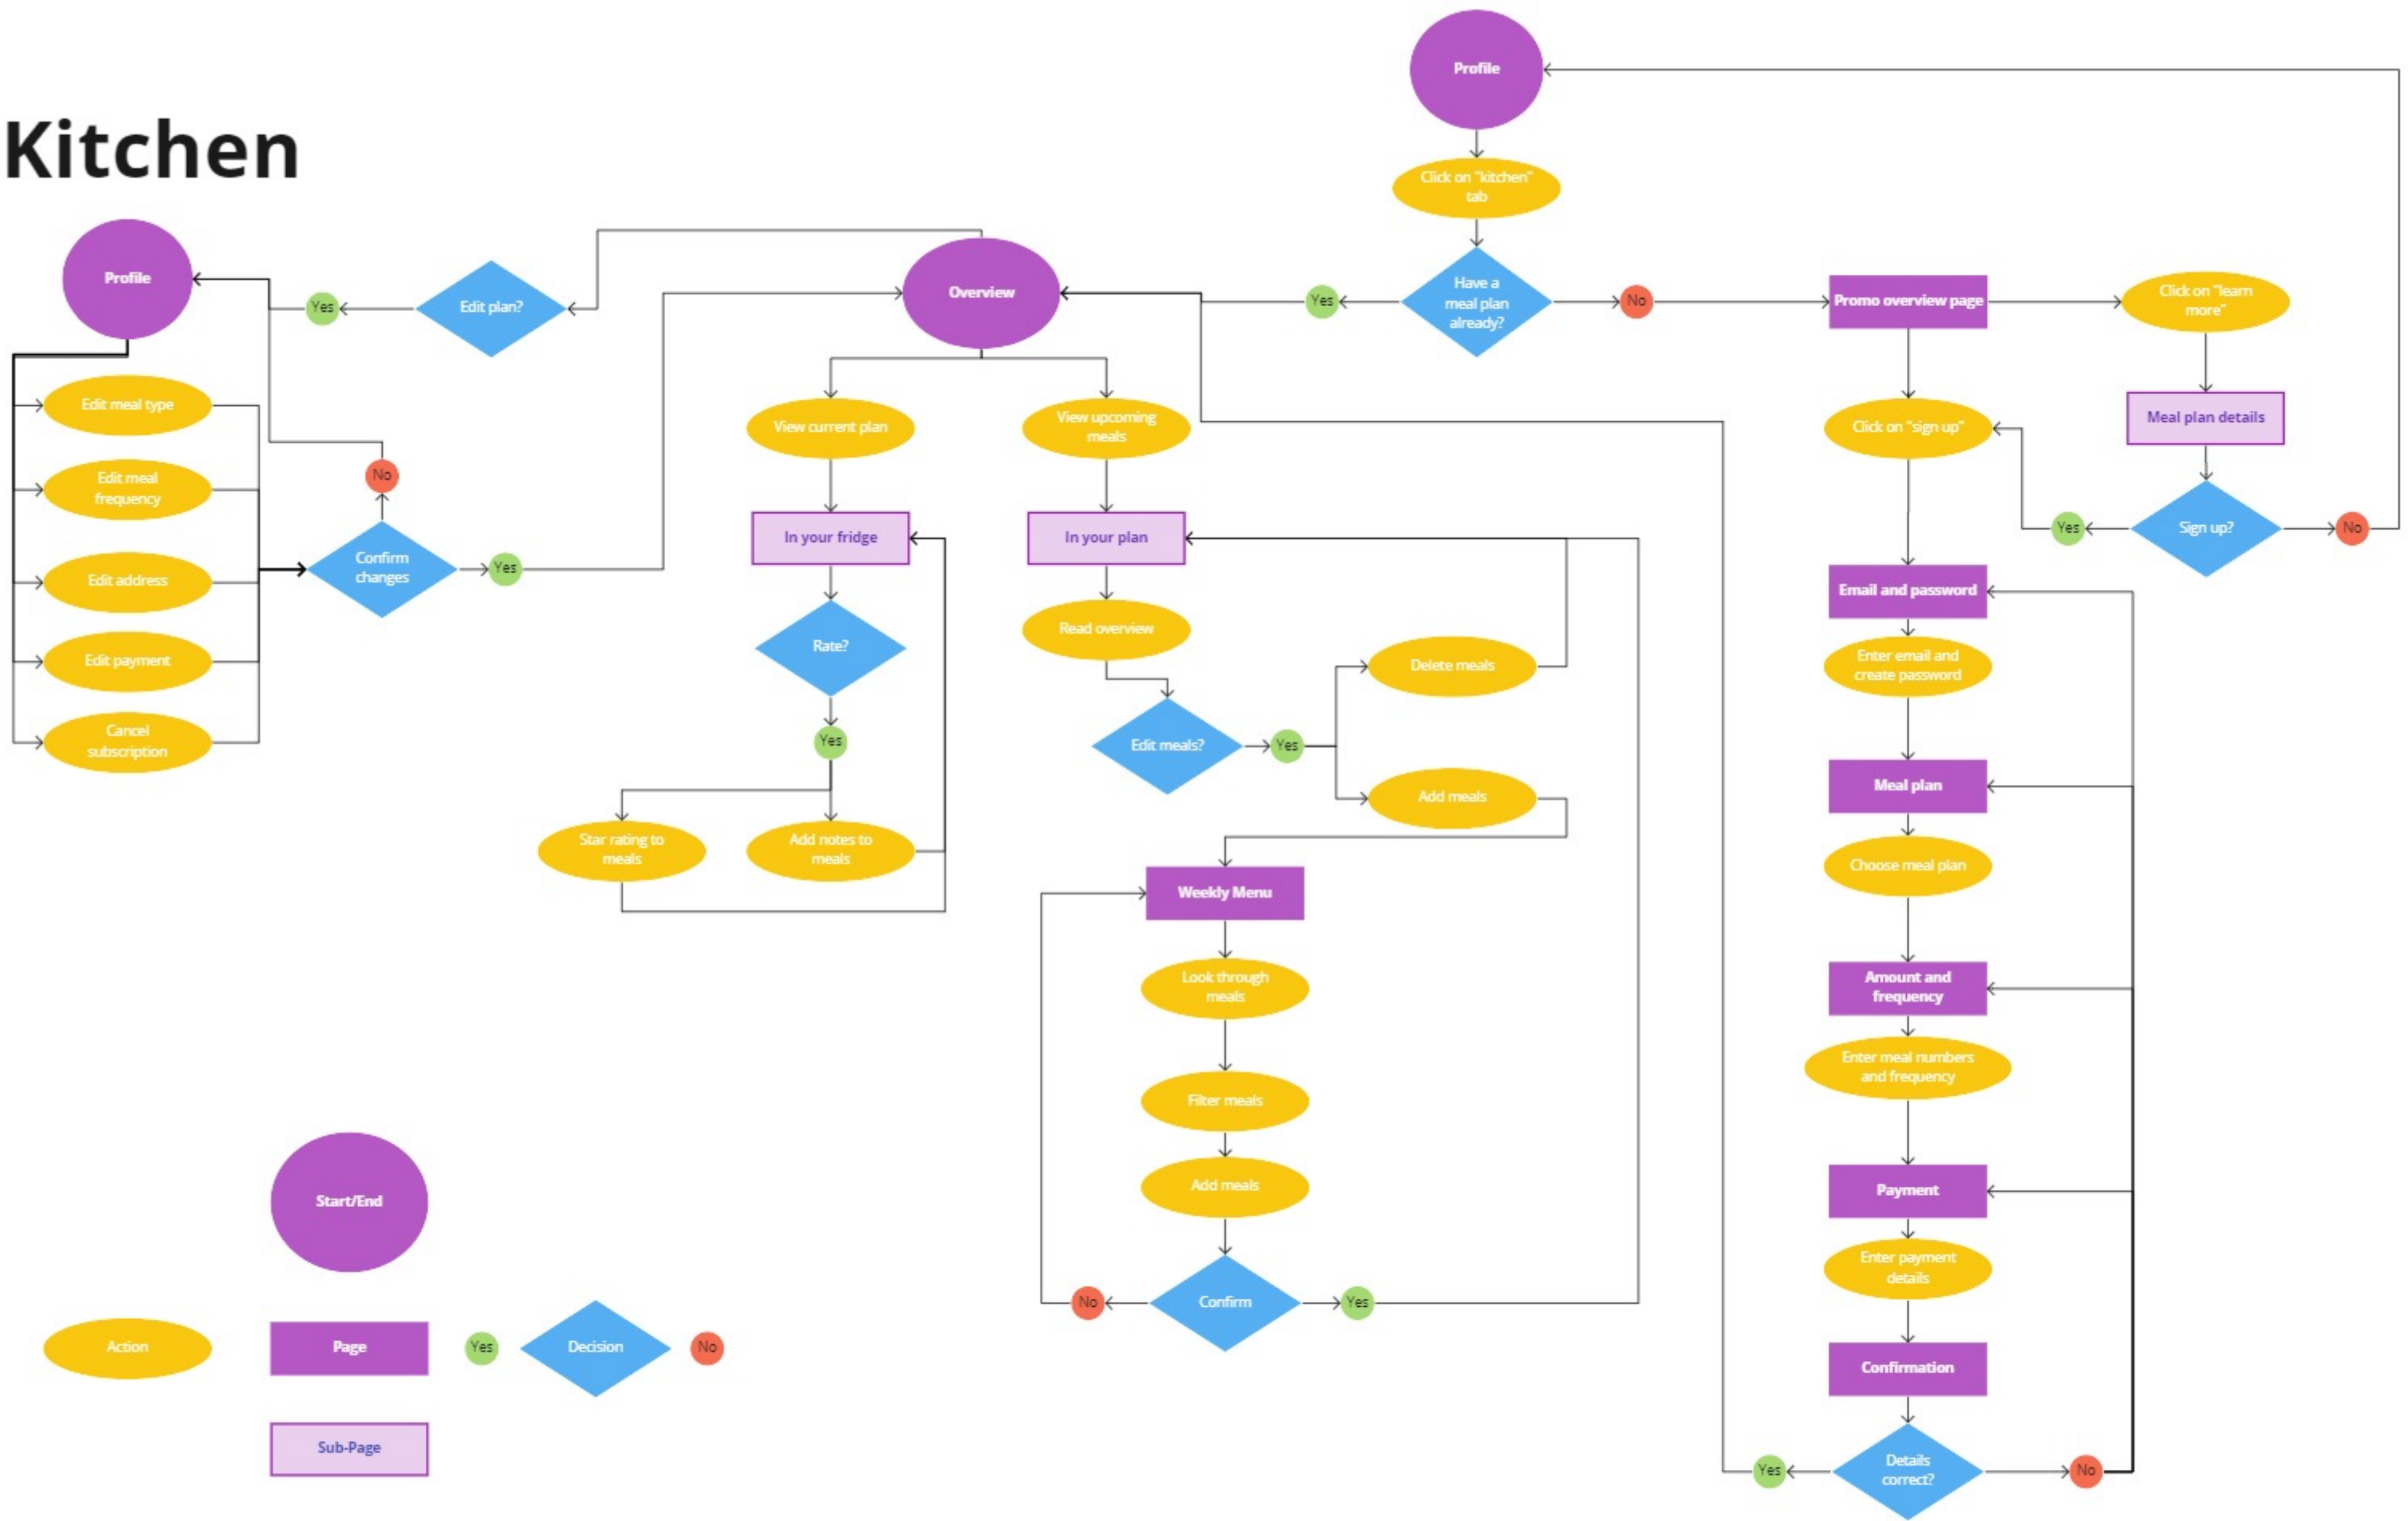 Kitchen
Profile
Click on "kitchen"
tab
Have a
meal plan
already?
Yes
No
Promo overview page
Click on "learn
more"
Meal plan details
Sign up?
Yes
No
Click on "sign up"
Email and password
Enter email and
create password
Meal plan
Choose meal plan
Amount and
frequency
Enter meal numbers
and frequency
Payment
Enter payment
details
Confirmation
Details
correct?
Yes
No
Overview
Edit plan?
Yes
Profile
Edit meal type
Edit meal
frequency
Edit address
Edit payment
Cancel
subscription
Confirm
changes
No
Yes
View current plan
In your fridge
Rate?
Yes
Star rating to
meals
Add notes to
meals
View upcoming
meals
In your plan
Read overview
Edit meals?
Yes
Delete meals
Add meals
Weekly Menu
Look through
meals
Filter meals
Add meals
Confirm
No
Yes
Start/End
Action
Page
Yes
Decision
No
Sub-Page